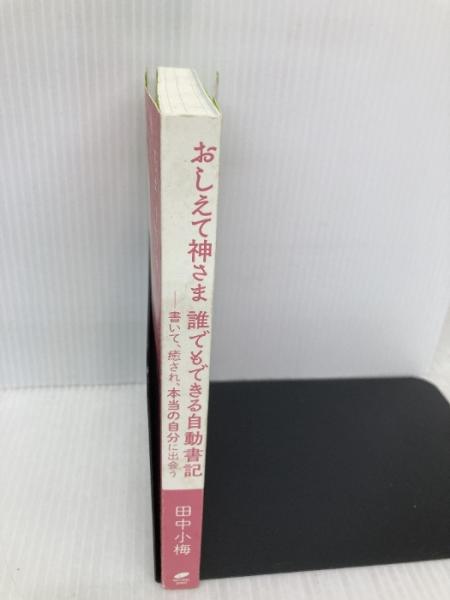 おしえて神さま 誰でもできる自動書記
──書いて、癒され、本当の自分に出会う
田中小梅